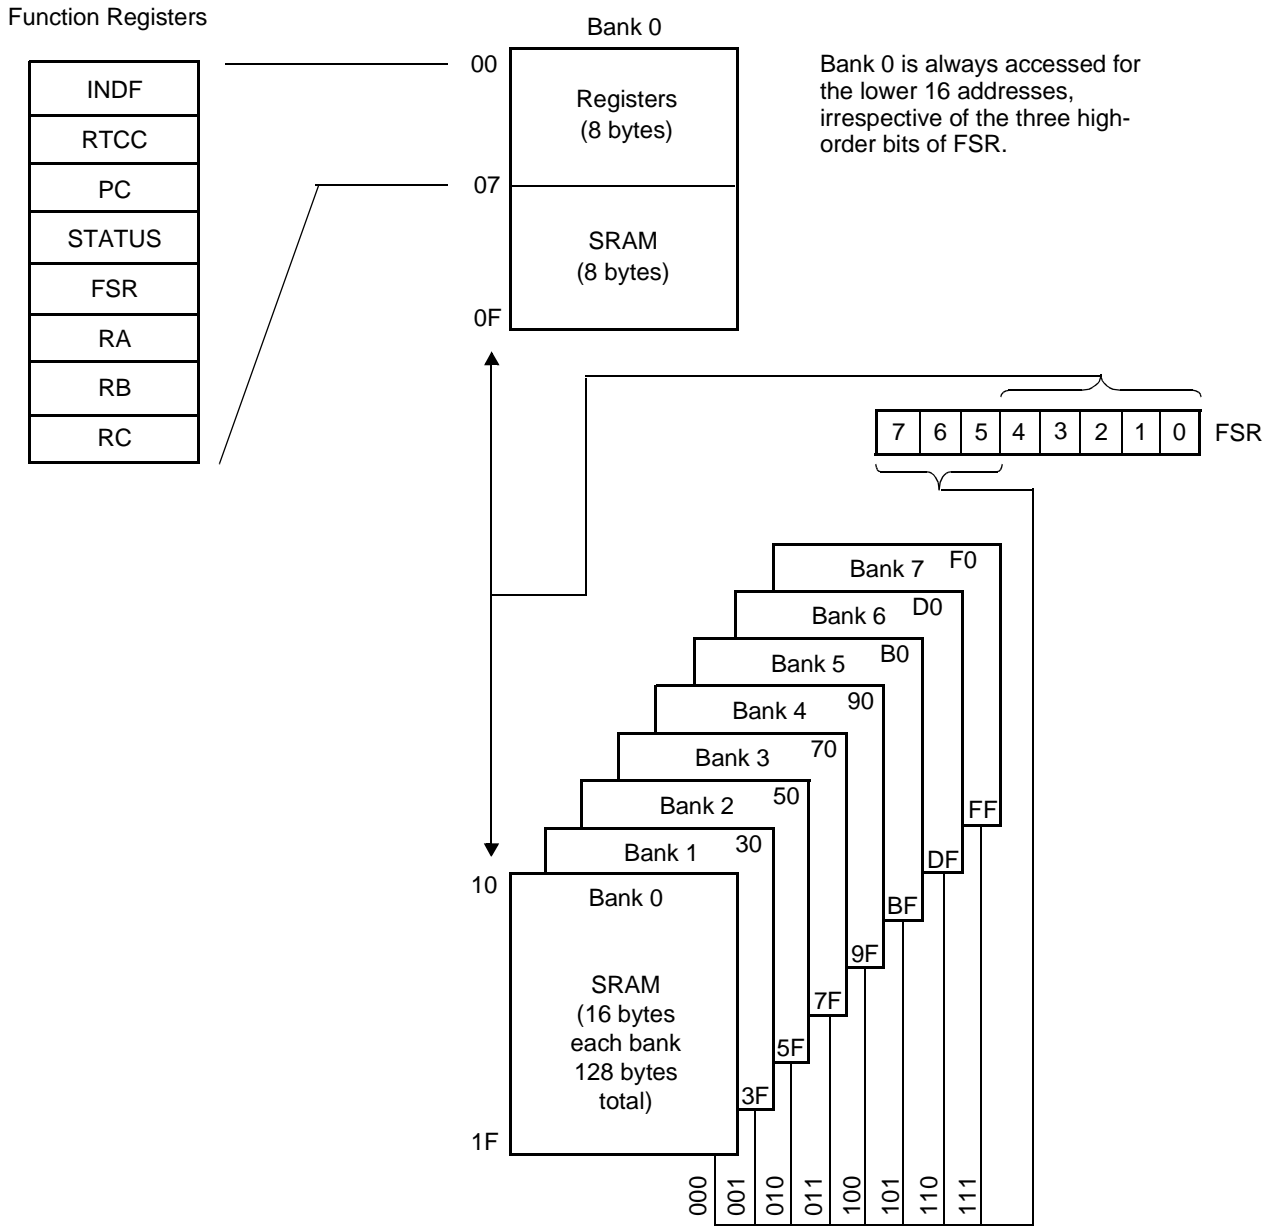 Function Registers
INDF
RTCC
PC
STATUS
FSR
RA
RB
RC
Bank 0
00
Registers
(8 bytes)
07
SRAM
(8 bytes)
0F
Bank 0 is always accessed for
the lower 16 addresses,
irrespective of the three high-
order bits of FSR.
7 6 5 4 3 2 1 0 FSR
Bank 7 F0
Bank 6 D0
Bank 5 B0
Bank 4 90
Bank 3 70
Bank 2 50
Bank 1 30
10
Bank 0
SRAM
(16 bytes
each bank
128 bytes
total)
1F
FF
DF
BF
9F
7F
5F
3F
000
001
010
011
100
101
110
111